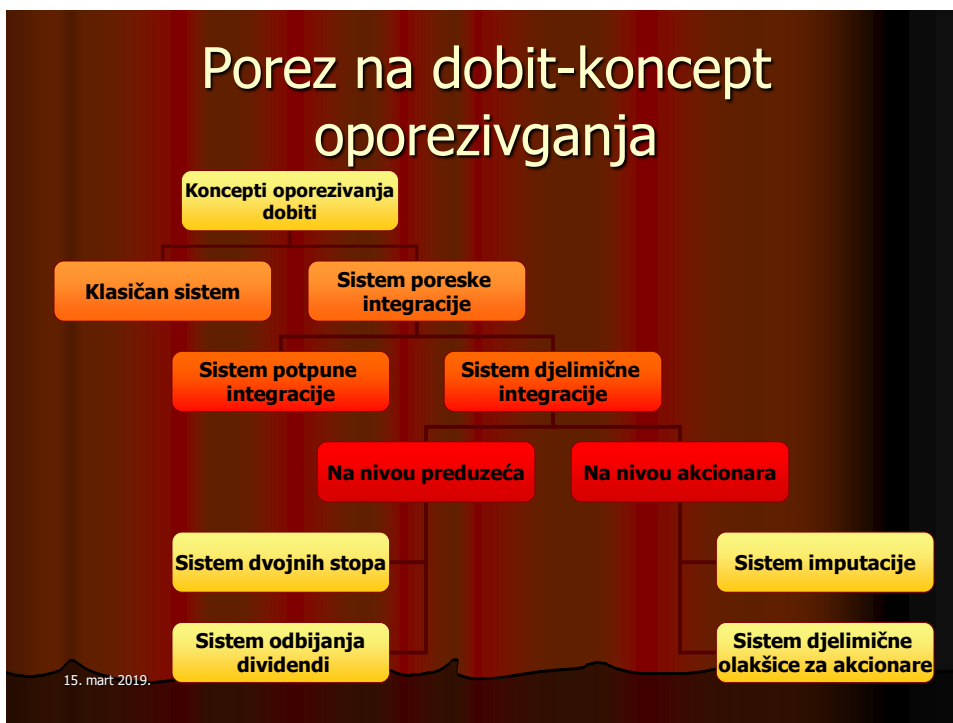 Porez na dobit-koncept
oporezivganja
Koncepti oporezivanja
dobiti
Klasičan sistem
Sistem poreske
integracije
Sistem potpune
integracije
Sistem djelimične
integracije
Na nivou preduzeća
Na nivou akcionara
Sistem dvojnih stopa
Sistem imputacije
Sistem odbijanja
dividendi
Sistem djelimične
olakšice za akcionare
15. mart 2019.